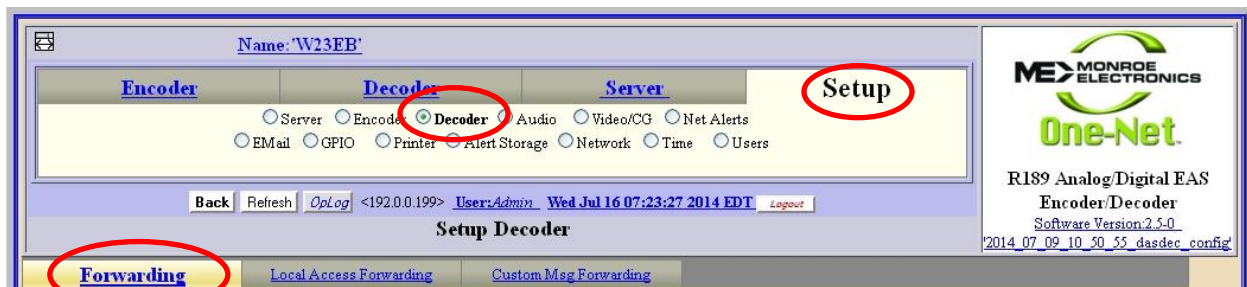 Name:'W23EB'
Encoder Decoder Server Setup
Server Encoder Decoder Audio Video/CG Net Alerts
EMail GPIO Printer Alert Storage Network Time Users
Back Refresh OpLog <192.0.0.199> User:Admin Wed Jul 16 07:23:27 2014 EDT Logout
Setup Decoder
MONROE
ELECTRONICS
One-Net
R189 Analog/Digital EAS
Encoder/Decoder
Software Version:2.5-0
'2014_07_09_10_50_55_dasdec_config'
Forwarding Local Access Forwarding Custom Msg Forwarding